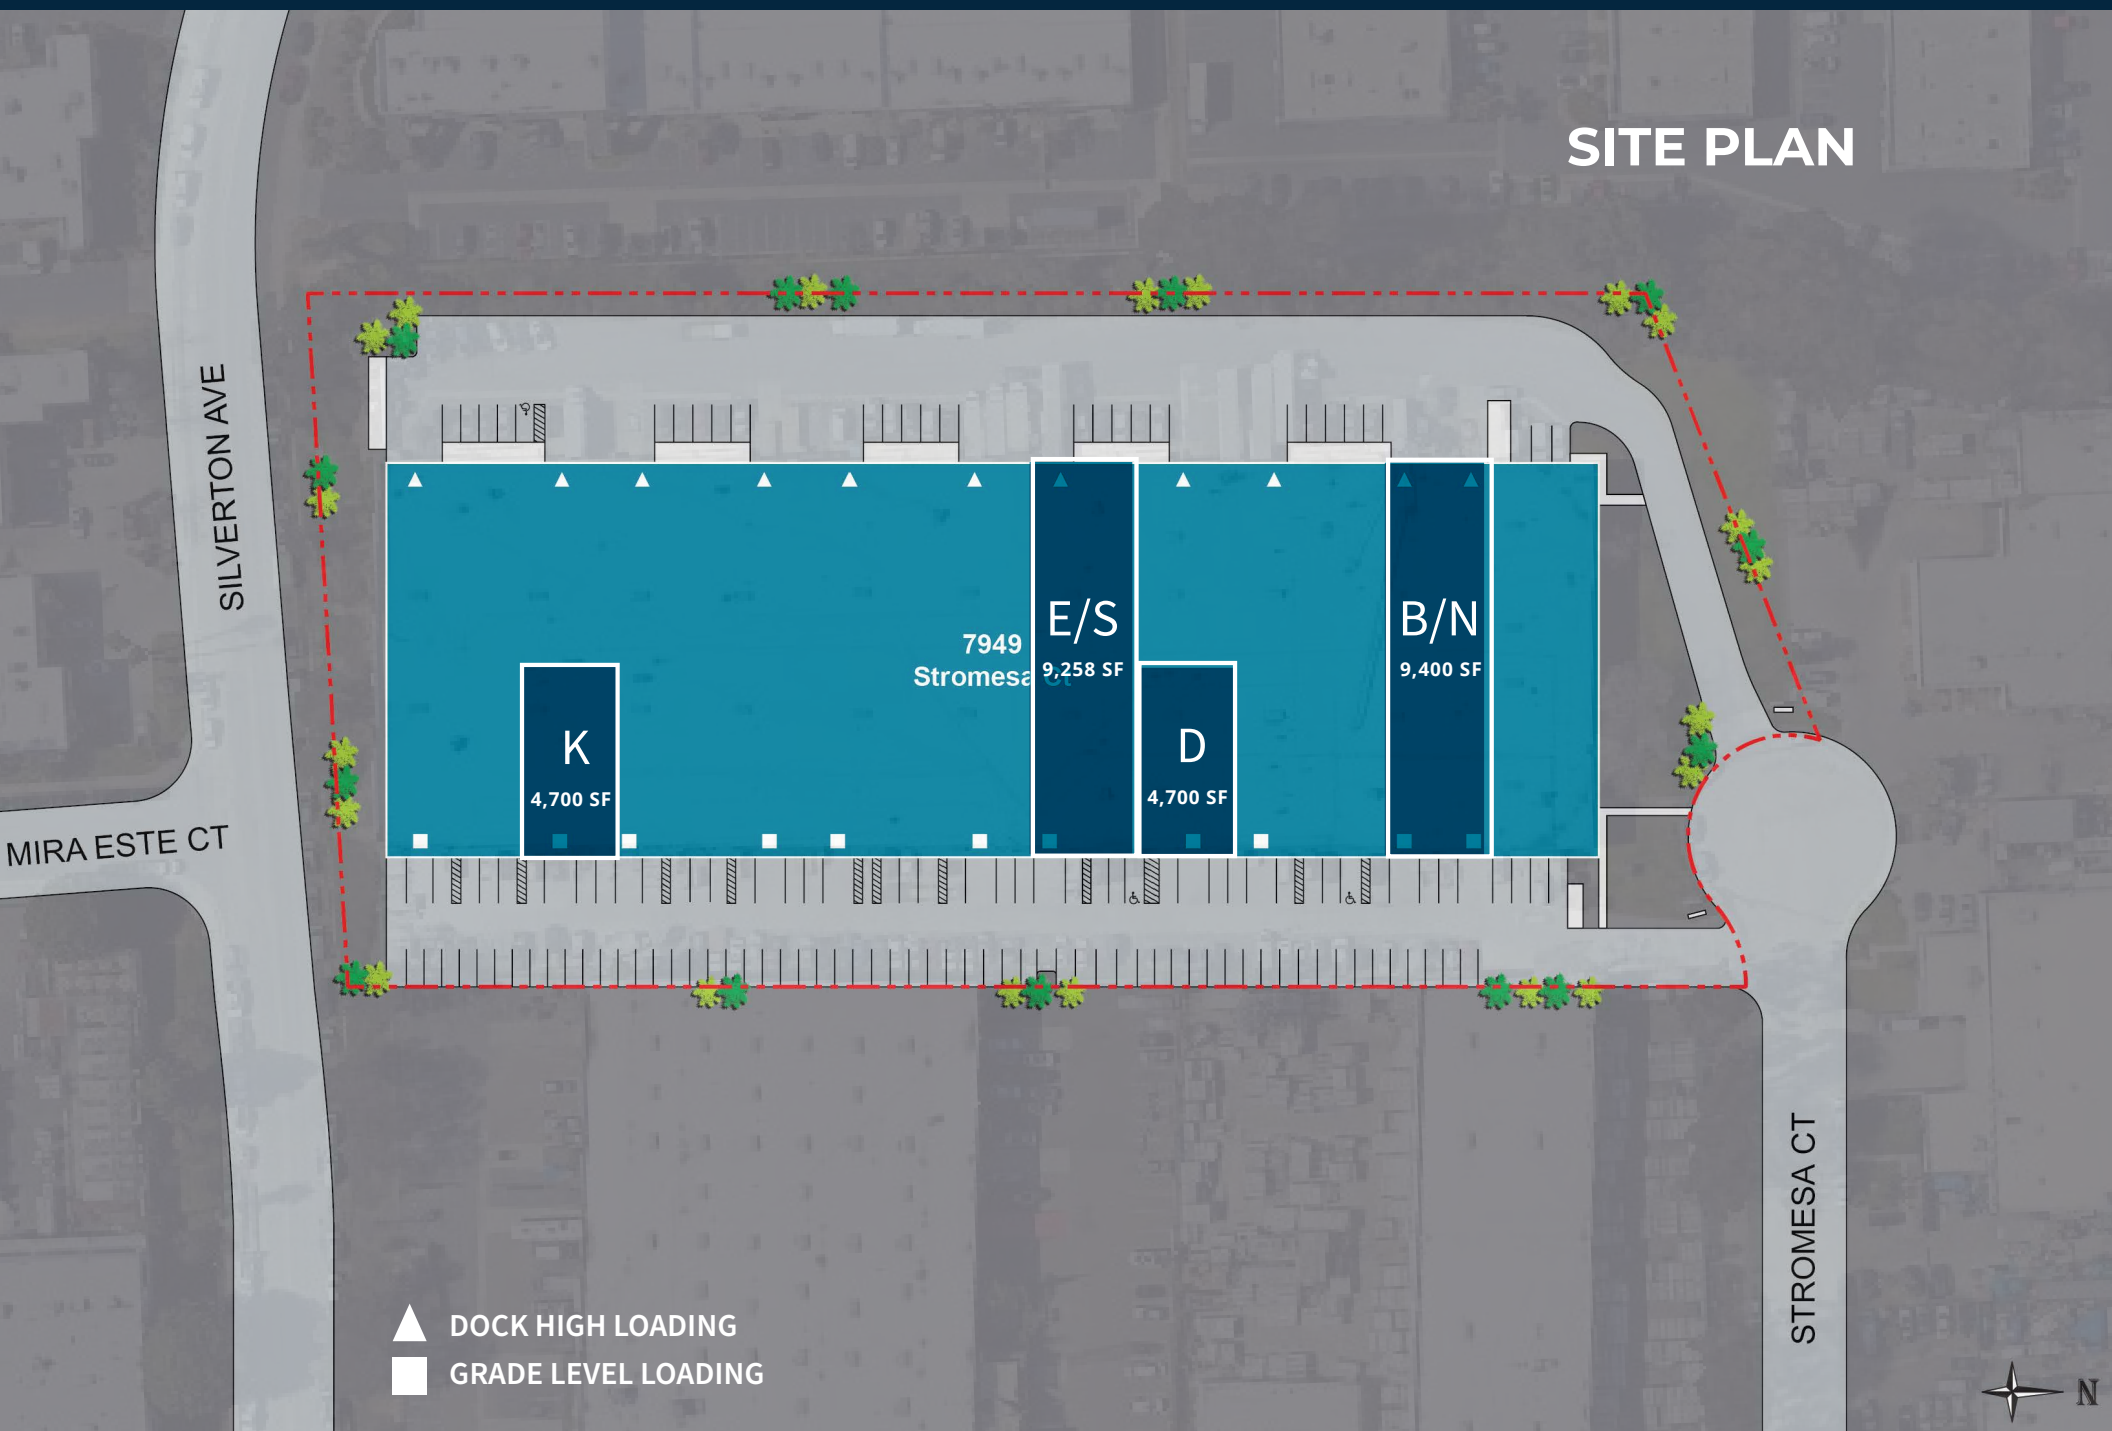 SITE PLAN
SILVERTON AVE
MIRA ESTE CT
7949
Stromesa Ct
E/S
9,258 SF
B/N
9,400 SF
K
4,700 SF
D
4,700 SF
STROMESA CT
DOCK HIGH LOADING
GRADE LEVEL LOADING
N